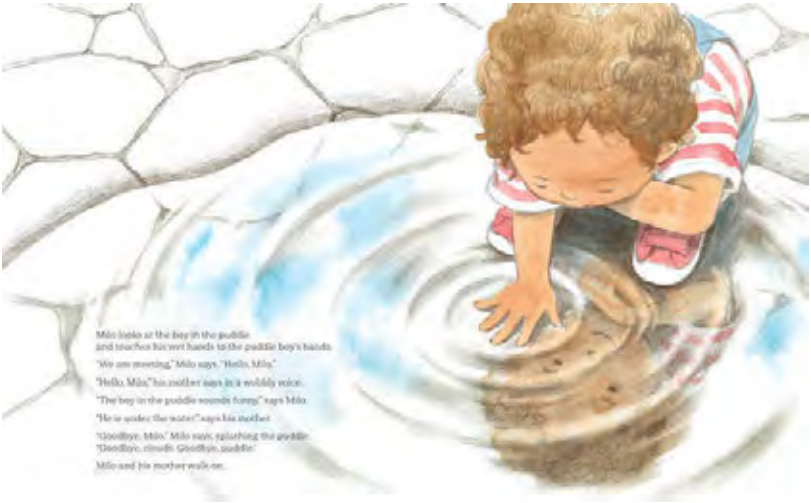 Milo looks at the boy in the puddle
and touches his wet hands to the puddle boy's hands.
"We are meeting," Milo says. "Hello, Milo."
"Hello, Milo," his mother says in a wobbly voice.
"The boy in the puddle sounds funny," says Milo.
"He is under the water," says his mother.
"Goodbye, Milo," Milo says, splashing the puddle.
"Goodbye, clouds. Goodbye, puddle."
Milo and his mother walk on.